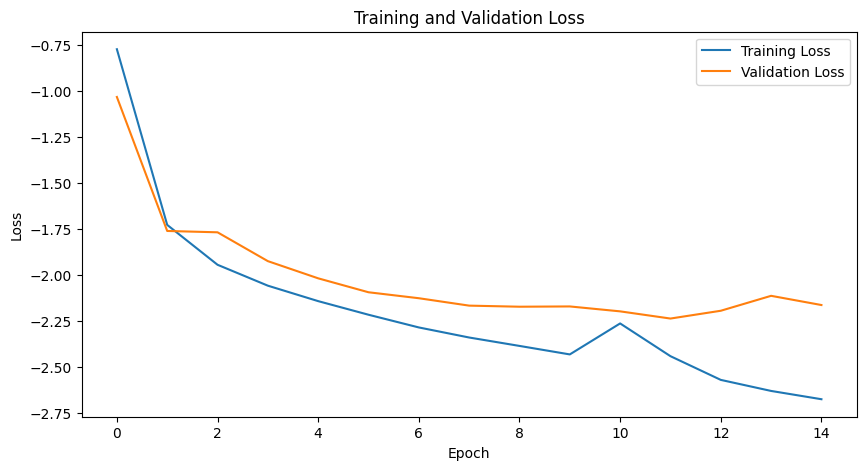 Training and Validation Loss
Training Loss
Validation Loss
−0.75
−1.00
−1.25
−1.50
−1.75
−2.00
−2.25
−2.50
−2.75
Loss
0 2 4 6 8 10 12 14
Epoch